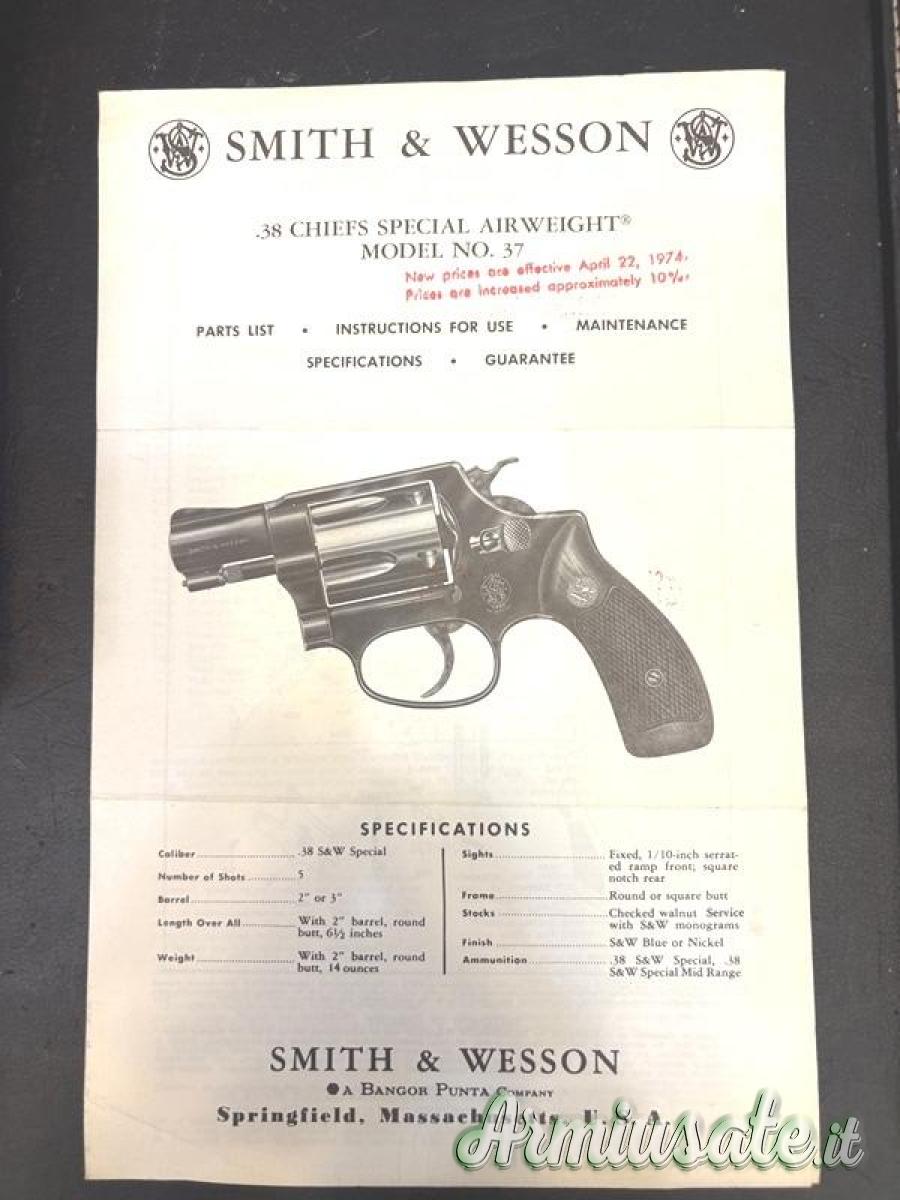 SMITH & WESSON
.38 CHIEFS SPECIAL AIRWEIGHT®
MODEL NO. 37
New prices are effective April 22, 1974.
Prices are increased approximately 10%.
PARTS LIST • INSTRUCTIONS FOR USE • MAINTENANCE
SPECIFICATIONS • GUARANTEE
SMITH & WESSON
SPECIFICATIONS
Caliber .38 S&W Special
Number of Shots 5
Barrel 2" or 3"
Length Over All With 2" barrel, round
butt, 6½ inches
Weight With 2" barrel, round
butt, 14 ounces
Sights Fixed, 1/10-inch serrat-
ed ramp front; square
notch rear
Frame Round or square butt
Stocks Checked walnut Service
with S&W monograms
Finish S&W Blue or Nickel
Ammunition .38 S&W Special, .38
S&W Special Mid Range
SMITH & WESSON
A BANGOR PUNTA COMPANY
Springfield, Massachusetts, U.S.A.
Armiusate.it